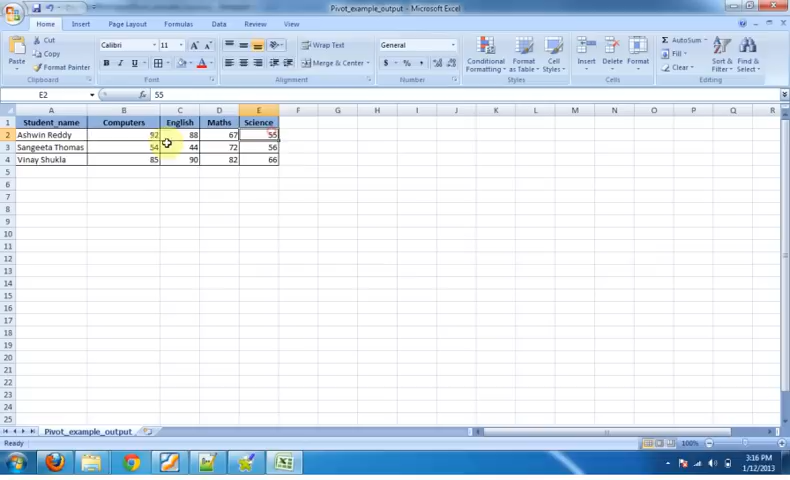 Pivot_example_output - Microsoft Excel
Home Insert Page Layout Formulas Data Review View
Cut
Copy
Format Painter
Paste
Clipboard
Calibri 11
B I U
Font
Wrap Text
Merge & Center
Alignment
General
$ % ,
Number
Conditional Formatting
Format as Table
Cell Styles
Styles
Insert Delete Format
Cells
AutoSum
Fill
Clear
Sort & Filter
Find & Select
Editing
E2 fx 55
A B C D E F G H I J K L M N O P Q R
1 Student_name Computers English Maths Science
2 Ashwin Reddy 92 88 67 55
3 Sangeeta Thomas 54 44 72 56
4 Vinay Shukla 85 90 82 66
5
6
7
8
9
10
11
12
13
14
15
16
17
18
19
20
21
22
23
24
25
Pivot_example_output
Ready 100%
3:16 PM
1/12/2013